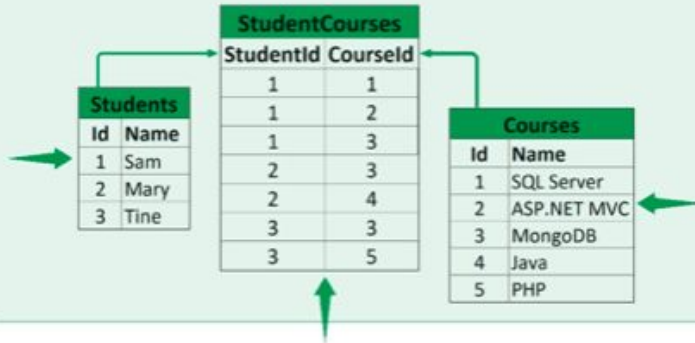 StudentCourses
StudentId CourseId
1 1
1 2
1 3
2 3
2 4
3 3
3 5
Students
Id Name
1 Sam
2 Mary
3 Tine
Courses
Id Name
1 SQL Server
2 ASP.NET MVC
3 MongoDB
4 Java
5 PHP